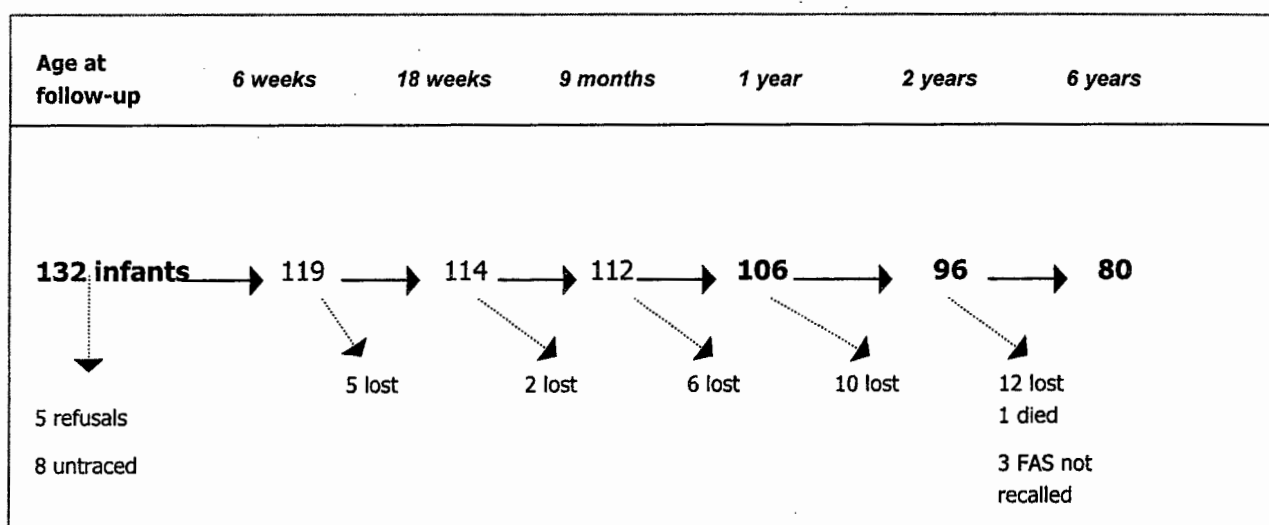 Age at
follow-up
6 weeks 18 weeks 9 months 1 year 2 years 6 years
132 infants 119 114 112 106 96 80
5 lost 2 lost 6 lost 10 lost 12 lost
5 refusals 1 died
8 untraced 3 FAS not
recalled